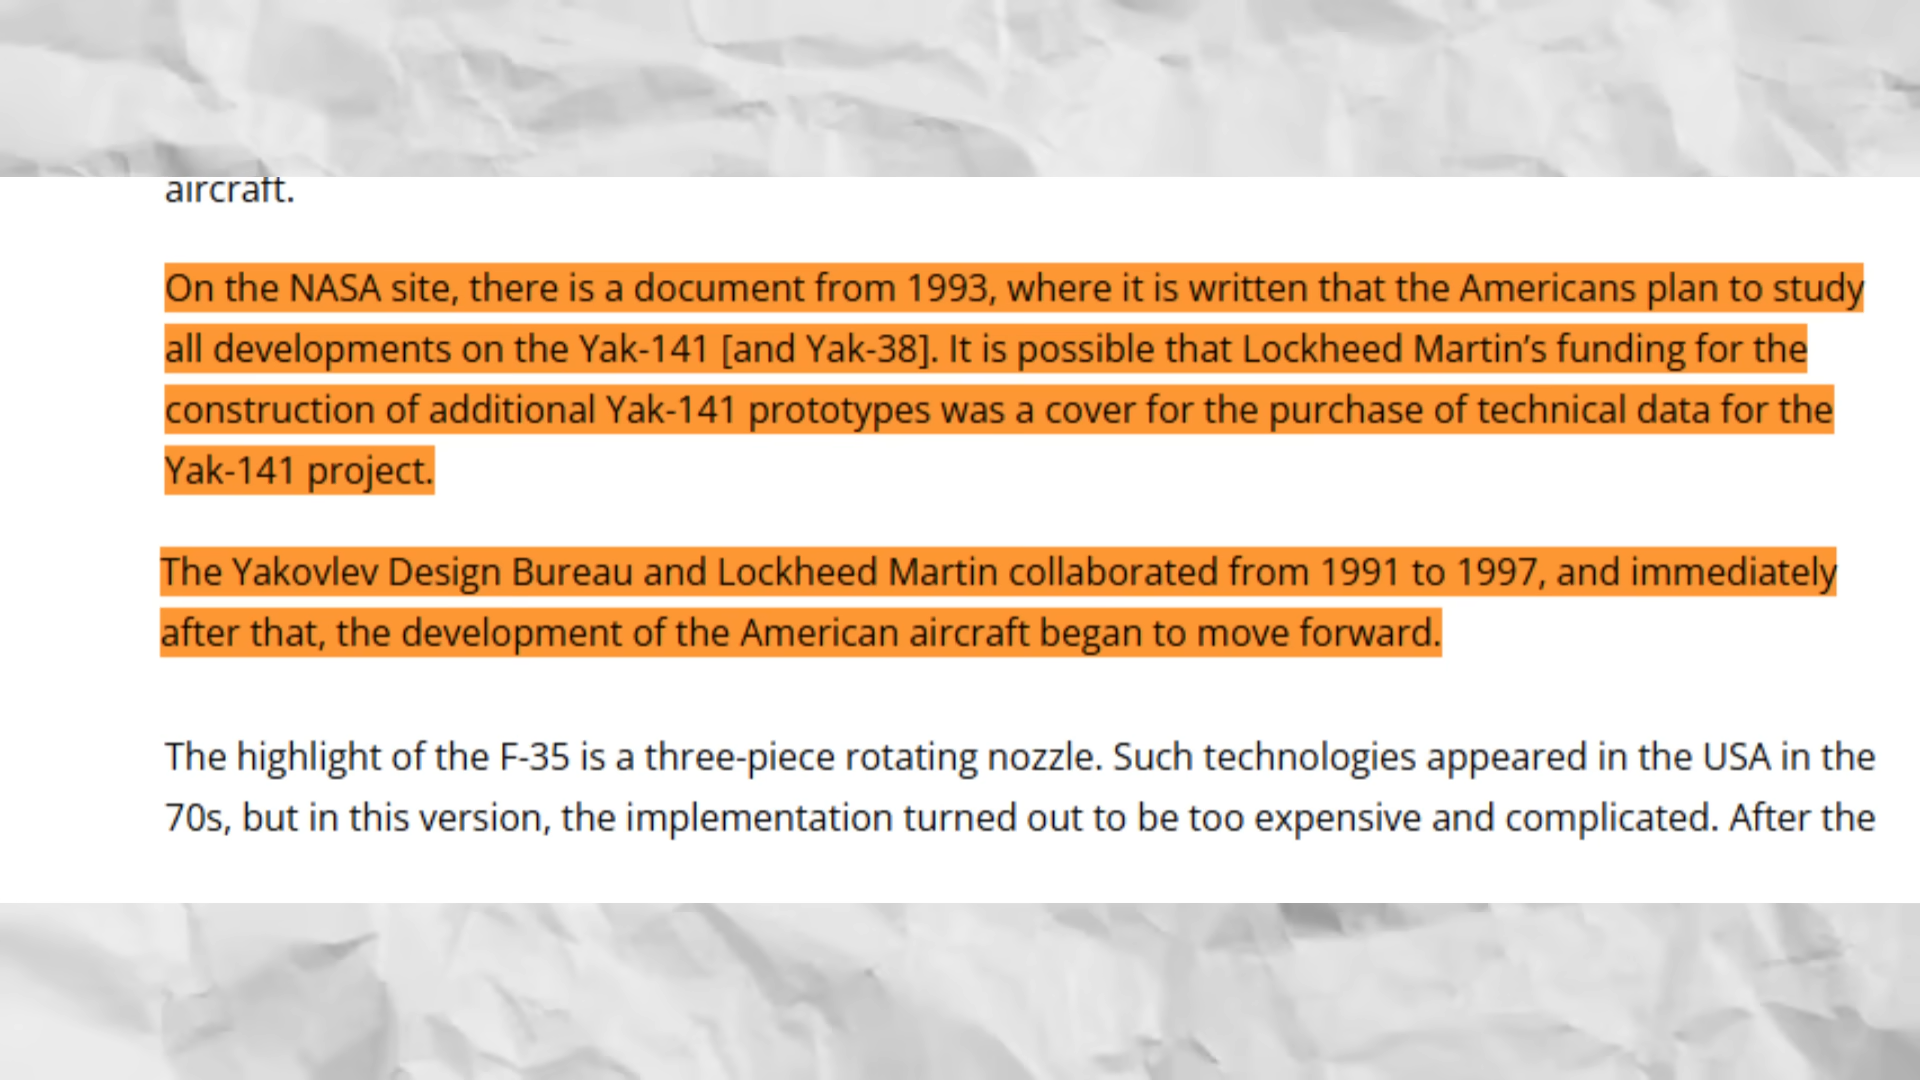 aircraft.
On the NASA site, there is a document from 1993, where it is written that the Americans plan to study
all developments on the Yak-141 [and Yak-38]. It is possible that Lockheed Martin’s funding for the
construction of additional Yak-141 prototypes was a cover for the purchase of technical data for the
Yak-141 project.
The Yakovlev Design Bureau and Lockheed Martin collaborated from 1991 to 1997, and immediately
after that, the development of the American aircraft began to move forward.
The highlight of the F-35 is a three-piece rotating nozzle. Such technologies appeared in the USA in the
70s, but in this version, the implementation turned out to be too expensive and complicated. After the